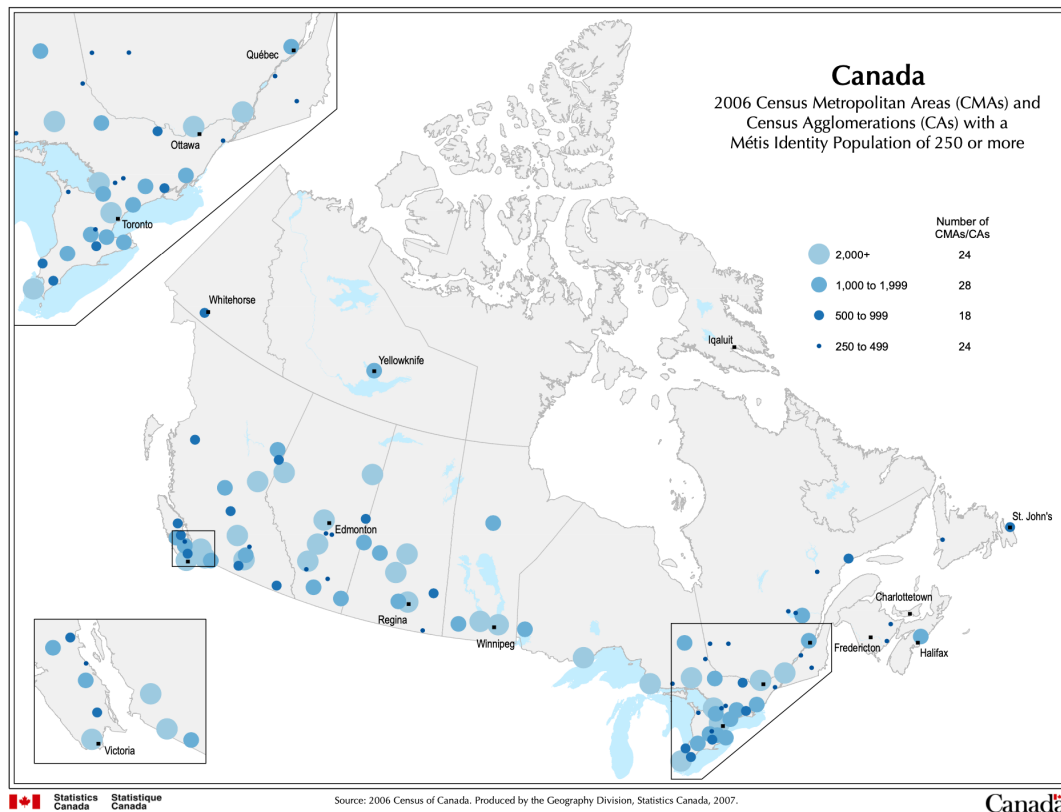 Canada
2006 Census Metropolitan Areas (CMAs) and
Census Agglomerations (CAs) with a
Métis Identity Population of 250 or more
Number of
CMAs/CAs
2,000+ 24
1,000 to 1,999 28
500 to 999 18
250 to 499 24
Québec
Ottawa
Toronto
Whitehorse
Yellowknife
Iqaluit
St. John's
Edmonton
Charlottetown
Regina
Winnipeg
Fredericton
Halifax
Victoria
Statistics Statistique
Canada Canada
Source: 2006 Census of Canada. Produced by the Geography Division, Statistics Canada, 2007.
Canada